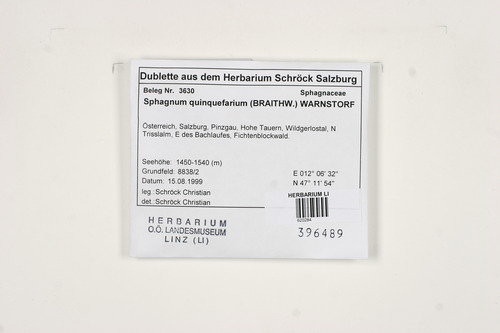 Dublette aus dem Herbarium Schröck Salzburg
Beleg Nr. 3630 Sphagnaceae
Sphagnum quinquefarium (BRAITHW.) WARNSTORF
Österreich, Salzburg, Pinzgau, Hohe Tauern, Wildgerlostal, N
Trisslalm, E des Bachlaufes, Fichtenblockwald.
Seehöhe: 1450-1540 (m) E 012° 06' 32"
Grundfeld: 8838/2 N 47° 11' 54"
Datum: 15.08.1999
leg.: Schröck Christian
det.: Schröck Christian
HERBARIUM LI
020284
HERBARIUM
O.Ö. LANDESMUSEUM
LINZ (LI)
396489